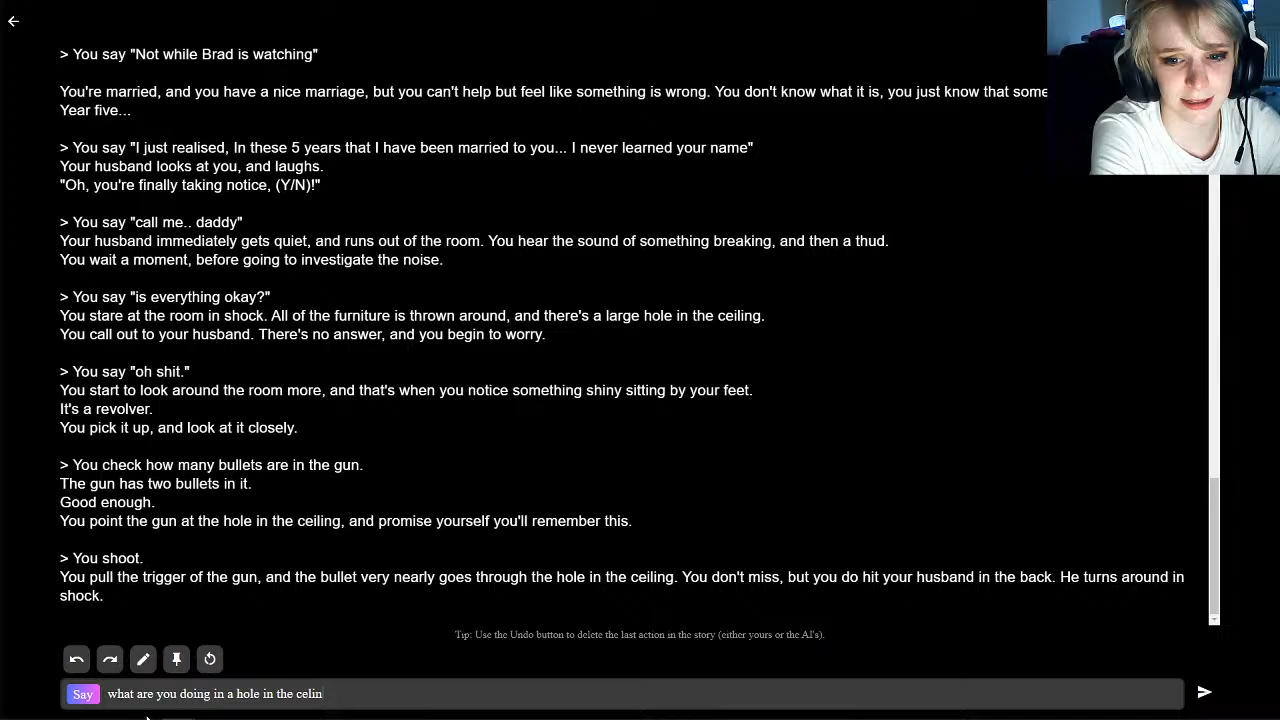 > You say "Not while Brad is watching"
You're married, and you have a nice marriage, but you can't help but feel like something is wrong. You don't know what it is, you just know that some
Year five...
> You say "I just realised, In these 5 years that I have been married to you... I never learned your name"
Your husband looks at you, and laughs.
"Oh, you're finally taking notice, (Y/N)!"
> You say "call me.. daddy"
Your husband immediately gets quiet, and runs out of the room. You hear the sound of something breaking, and then a thud.
You wait a moment, before going to investigate the noise.
> You say "is everything okay?"
You stare at the room in shock. All of the furniture is thrown around, and there's a large hole in the ceiling.
You call out to your husband. There's no answer, and you begin to worry.
> You say "oh shit."
You start to look around the room more, and that's when you notice something shiny sitting by your feet.
It's a revolver.
You pick it up, and look at it closely.
> You check how many bullets are in the gun.
The gun has two bullets in it.
Good enough.
You point the gun at the hole in the ceiling, and promise yourself you'll remember this.
> You shoot.
You pull the trigger of the gun, and the bullet very nearly goes through the hole in the ceiling. You don't miss, but you do hit your husband in the back. He turns around in
shock.
Tip: Use the Undo button to delete the last action in the story (either yours or the AI's).
Say what are you doing in a hole in the celin